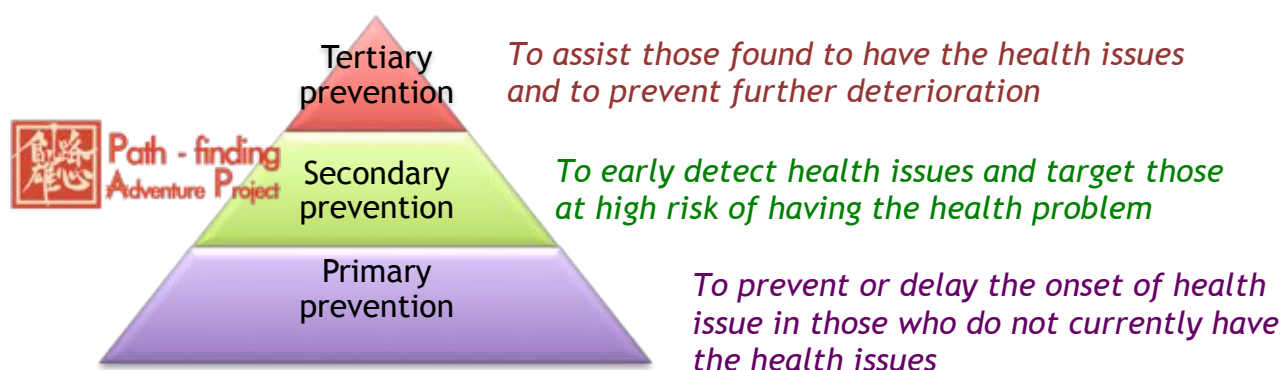 Tertiary
prevention
To assist those found to have the health issues
and to prevent further deterioration
Path - finding
Adventure Project
Secondary
prevention
To early detect health issues and target those
at high risk of having the health problem
Primary
prevention
To prevent or delay the onset of health
issue in those who do not currently have
the health issues